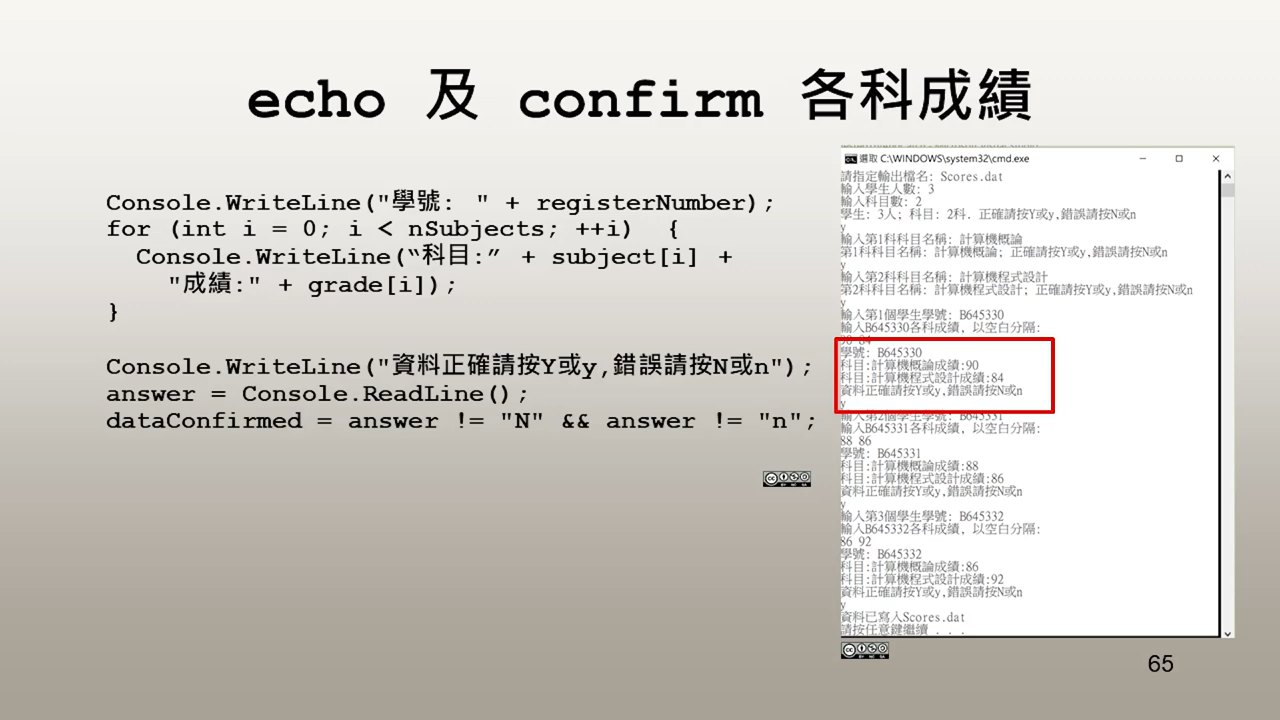 echo 及 confirm 各科成績
Console.WriteLine("學號: " + registerNumber);
for (int i = 0; i < nSubjects; ++i)  {
Console.WriteLine(“科目:” + subject[i] +
"成績:" + grade[i]);
}
Console.WriteLine("資料正確請按Y或y,錯誤請按N或n");
answer = Console.ReadLine();
dataConfirmed = answer != "N" && answer != "n";
選取 C:\WINDOWS\system32\cmd.exe
請指定輸出檔名: Scores.dat
輸入學生人數: 3
輸入科目數: 2
學生: 3人; 科目: 2科. 正確請按Y或y,錯誤請按N或n
y
輸入第1科科目名稱: 計算機概論
第1科科目名稱: 計算機概論; 正確請按Y或y,錯誤請按N或n
y
輸入第2科科目名稱: 計算機程式設計
第2科科目名稱: 計算機程式設計; 正確請按Y或y,錯誤請按N或n
y
輸入第1個學生學號: B645330
輸入B645330各科成績, 以空白分隔:
90 84
學號: B645330
科目:計算機概論成績:90
科目:計算機程式設計成績:84
資料正確請按Y或y,錯誤請按N或n
y
輸入第2個學生學號: B645331
輸入B645331各科成績, 以空白分隔:
88 86
學號: B645331
科目:計算機概論成績:88
科目:計算機程式設計成績:86
資料正確請按Y或y,錯誤請按N或n
y
輸入第3個學生學號: B645332
輸入B645332各科成績, 以空白分隔:
86 92
學號: B645332
科目:計算機概論成績:86
科目:計算機程式設計成績:92
資料正確請按Y或y,錯誤請按N或n
y
資料已寫入Scores.dat
請按任意鍵繼續 . . .
65